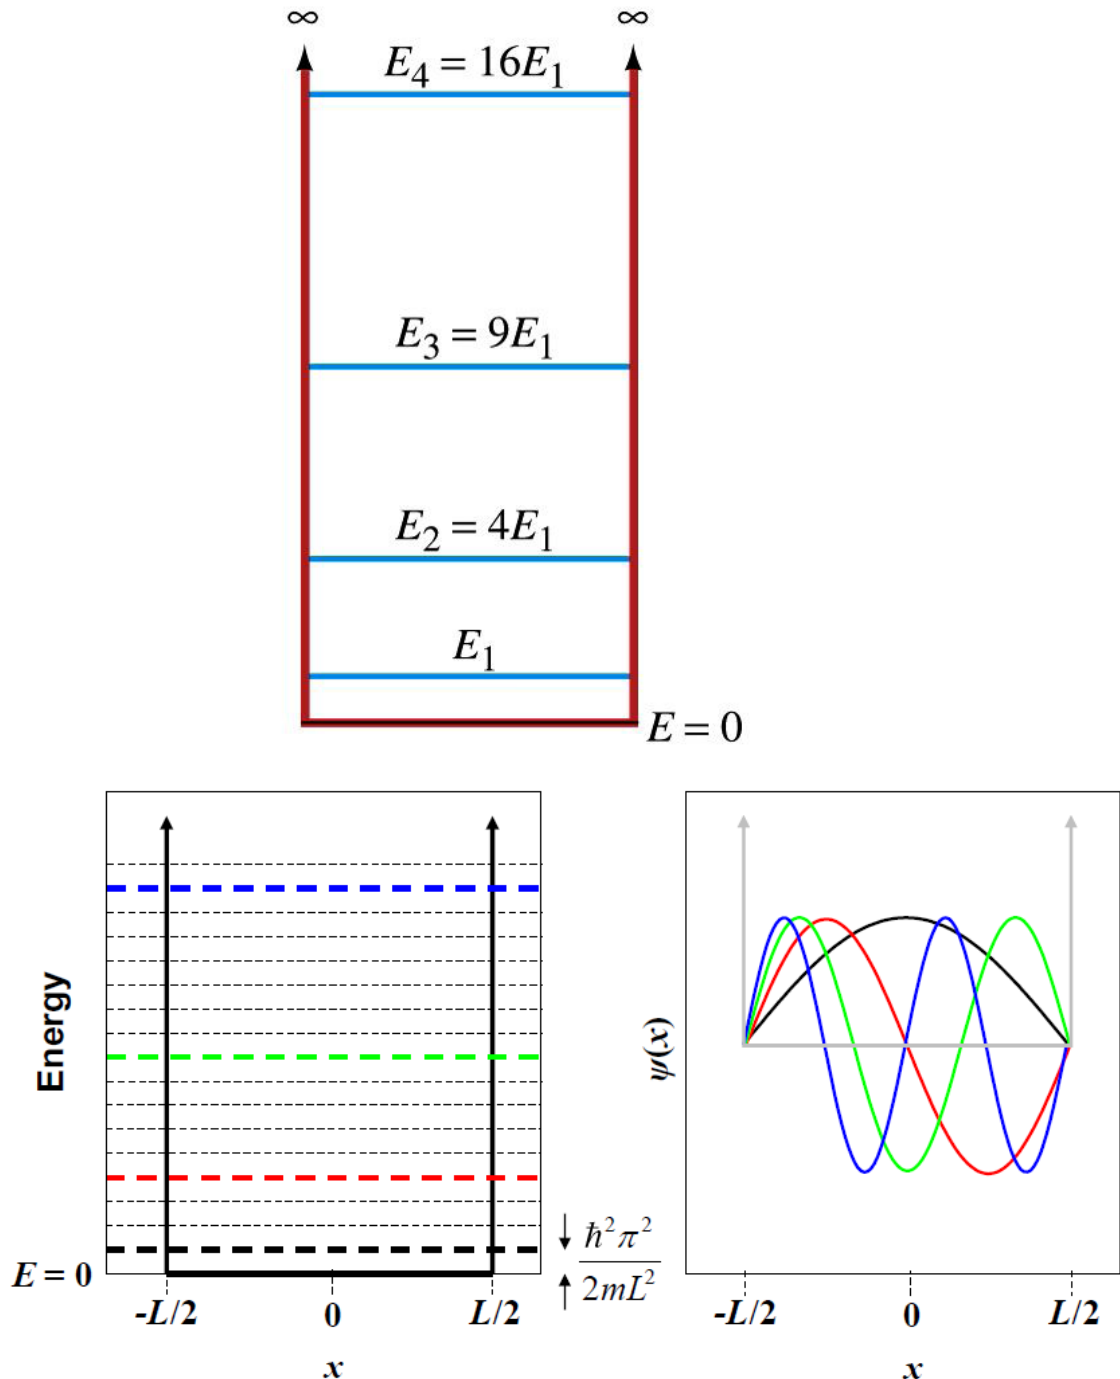 ∞ ∞
E₄ = 16E₁
E₃ = 9E₁
E₂ = 4E₁
E₁
E = 0
Energy
E = 0
-L/2 0 L/2
x
ħ²π²
2mL²
ψ(x)
-L/2 0 L/2
x